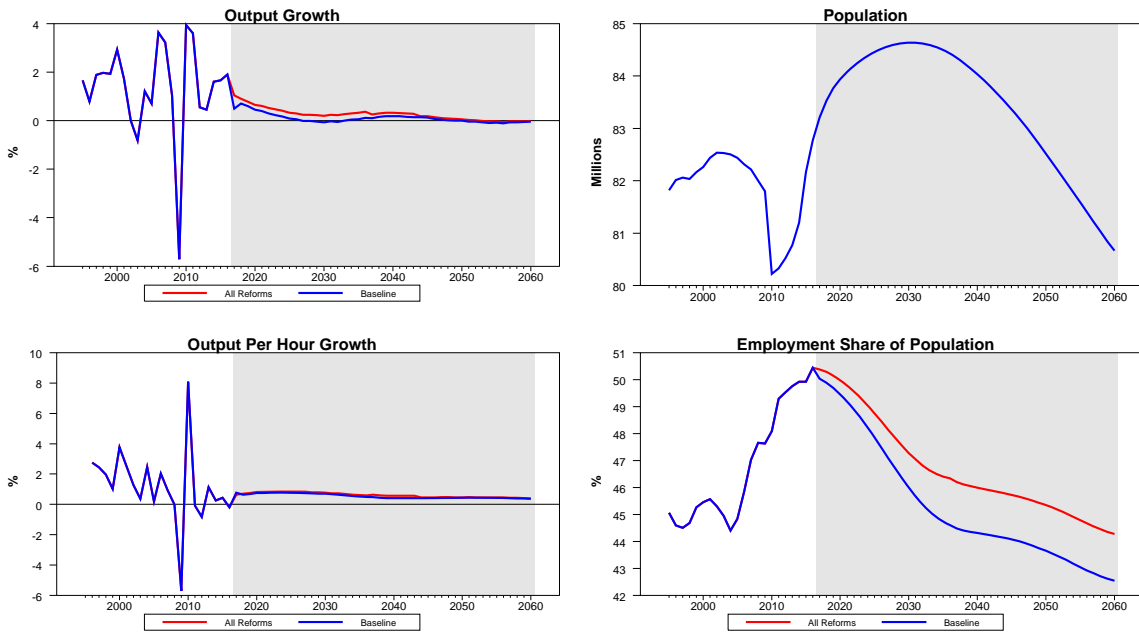 Output Growth
4
2
0
-2
-4
-6
%
2000 2010 2020 2030 2040 2050 2060
All Reforms Baseline
Population
85
84
83
82
81
80
Millions
2000 2010 2020 2030 2040 2050 2060
Output Per Hour Growth
10
8
6
4
2
0
-2
-4
-6
%
2000 2010 2020 2030 2040 2050 2060
All Reforms Baseline
Employment Share of Population
51
50
49
48
47
46
45
44
43
42
%
2000 2010 2020 2030 2040 2050 2060
All Reforms Baseline